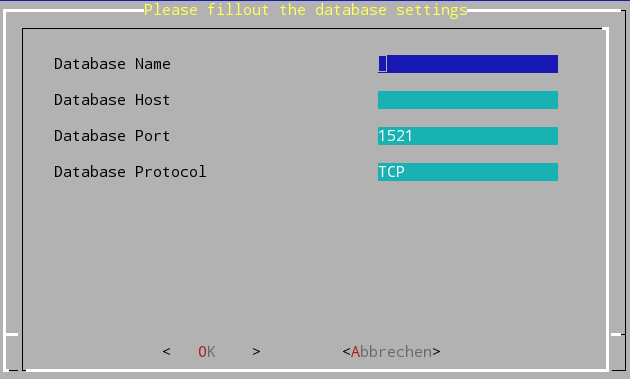 Please fillout the database settings
Database Name
Database Host
Database Port 1521
Database Protocol TCP
< OK > <Abbrechen>